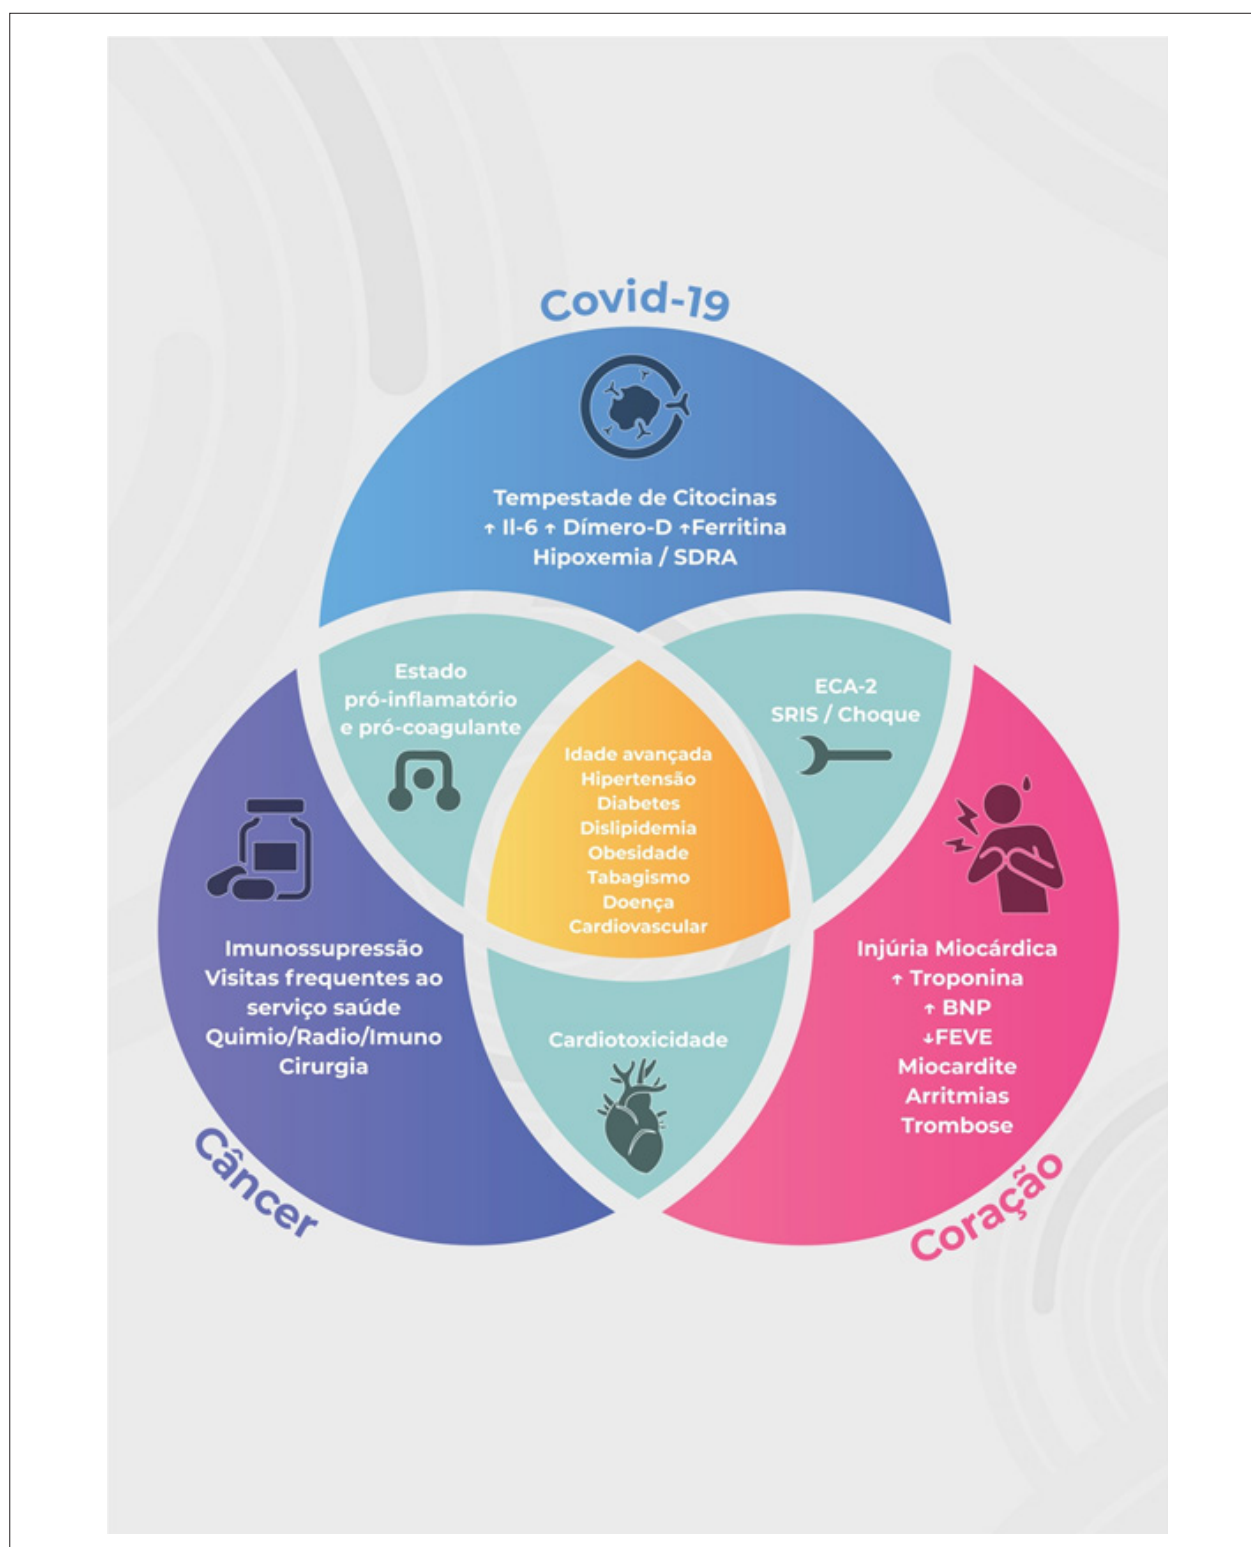 Covid-19
Tempestade de Citocinas
↑ Il-6 ↑ Dímero-D ↑Ferritina
Hipoxemia / SDRA
Estado
pró-inflamatório
e pró-coagulante
ECA-2
SRIS / Choque
Idade avançada
Hipertensão
Diabetes
Dislipidemia
Obesidade
Tabagismo
Doença
Cardiovascular
Imunossupressão
Visitas frequentes ao
serviço saúde
Quimio/Radio/Imuno
Cirurgia
Injúria Miocárdica
↑ Troponina
↑ BNP
↓FEVE
Miocardite
Arritmias
Trombose
Cardiotoxicidade
Câncer
Coração